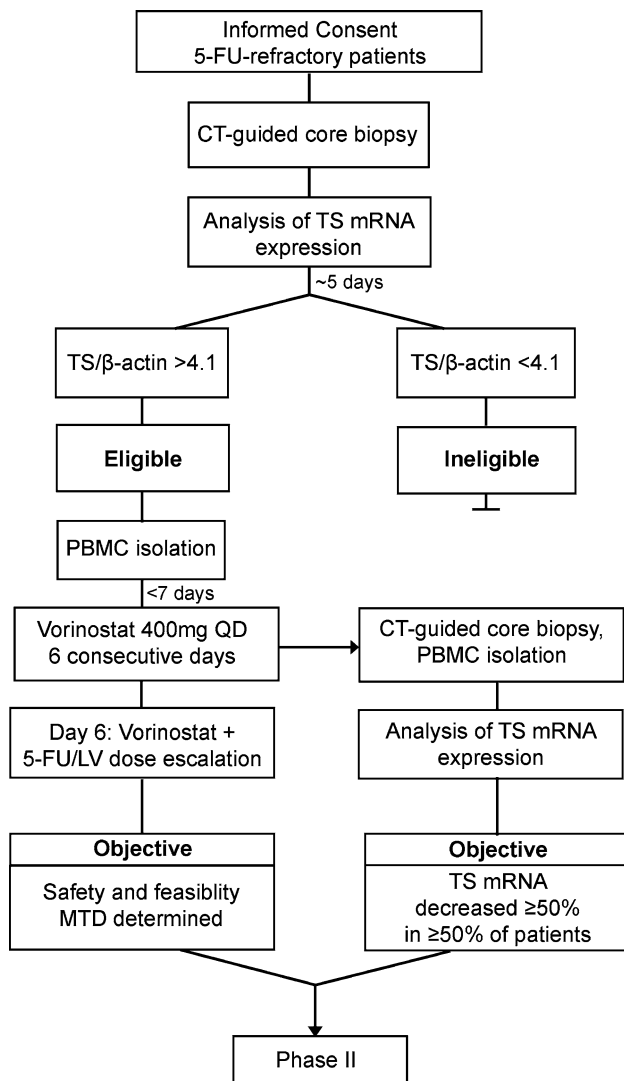 Informed Consent
5-FU-refractory patients
CT-guided core biopsy
Analysis of TS mRNA
expression
~5 days
TS/β-actin >4.1
TS/β-actin <4.1
Eligible
Ineligible
PBMC isolation
<7 days
Vorinostat 400mg QD
6 consecutive days
CT-guided core biopsy,
PBMC isolation
Day 6: Vorinostat +
5-FU/LV dose escalation
Analysis of TS mRNA
expression
Objective
Safety and feasiblity
MTD determined
Objective
TS mRNA
decreased ≥50%
in ≥50% of patients
Phase II